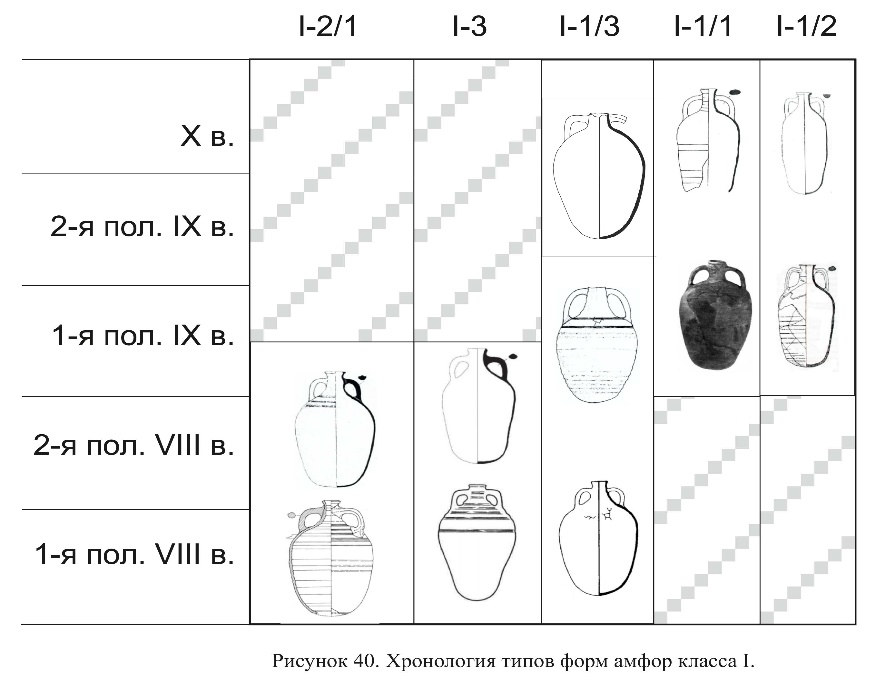 I-2/1 I-3 I-1/3 I-1/1 I-1/2
X в.
2-я пол. IX в.
1-я пол. IX в.
2-я пол. VIII в.
1-я пол. VIII в.
Рисунок 40. Хронология типов форм амфор класса I.